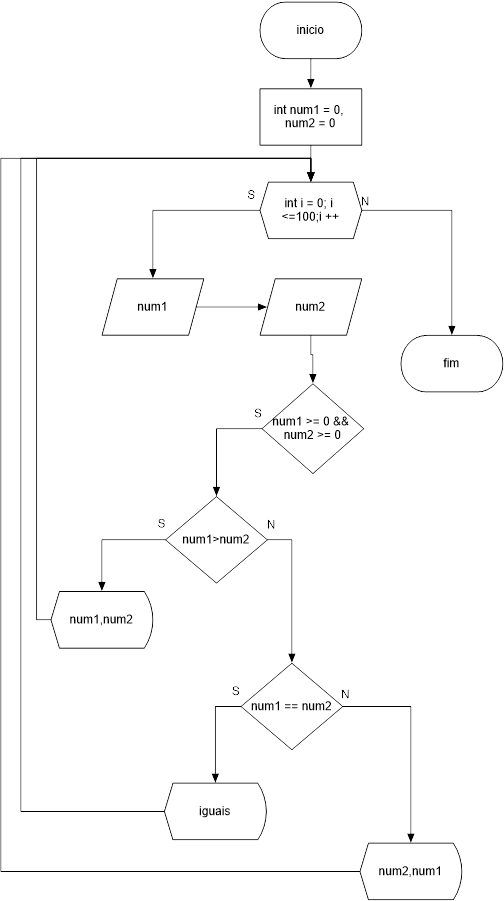 inicio
int num1 = 0,
num2 = 0
int i = 0; i
<=100;i ++
S
N
num1
num2
fim
num1 >= 0 &&
num2 >= 0
S
num1>num2
S
N
num1,num2
num1 == num2
S
N
iguais
num2,num1